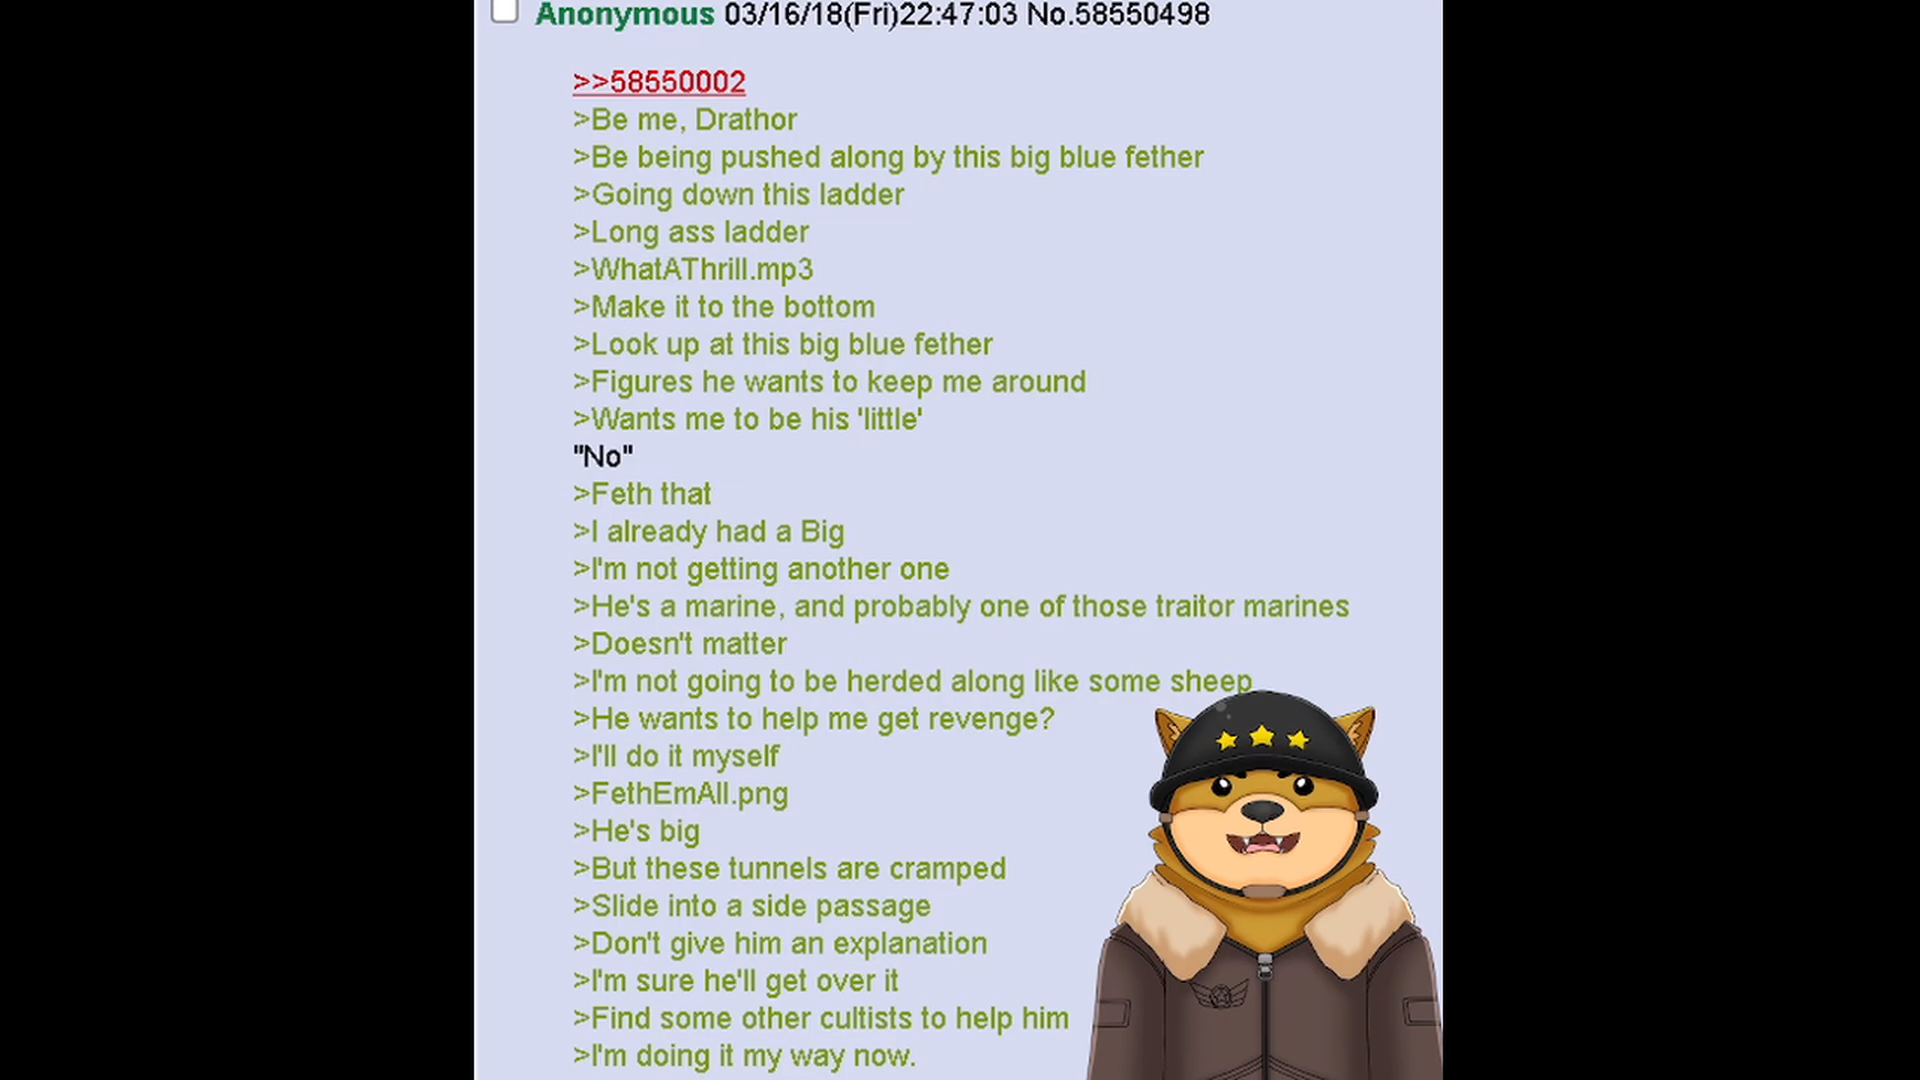 Anonymous 03/16/18(Fri)22:47:03 No.58550498
>>58550002
>Be me, Drathor
>Be being pushed along by this big blue fether
>Going down this ladder
>Long ass ladder
>WhatAThrill.mp3
>Make it to the bottom
>Look up at this big blue fether
>Figures he wants to keep me around
>Wants me to be his 'little'
"No"
>Feth that
>I already had a Big
>I'm not getting another one
>He's a marine, and probably one of those traitor marines
>Doesn't matter
>I'm not going to be herded along like some sheep
>He wants to help me get revenge?
>I'll do it myself
>FethEmAll.png
>He's big
>But these tunnels are cramped
>Slide into a side passage
>Don't give him an explanation
>I'm sure he'll get over it
>Find some other cultists to help him
>I'm doing it my way now.